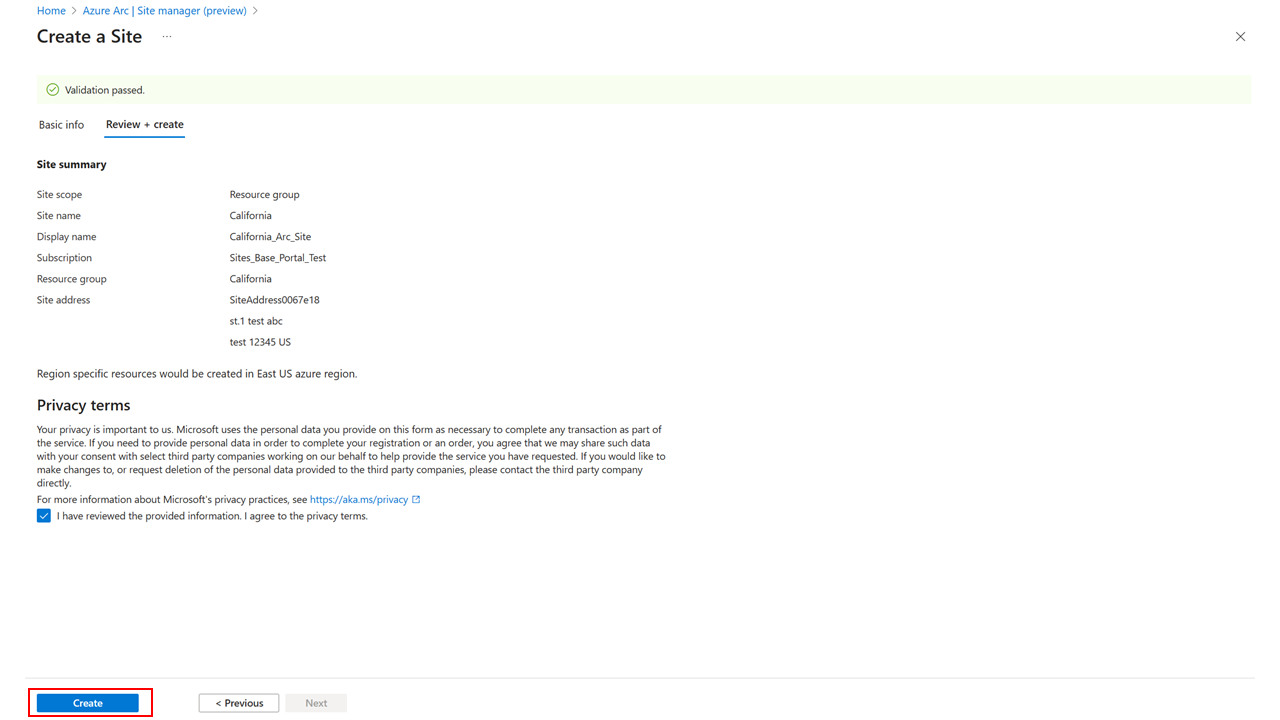 Home > Azure Arc | Site manager (preview) >
Create a Site ...
Validation passed.
Basic info Review + create
Site summary
Site scope Resource group
Site name California
Display name California_Arc_Site
Subscription Sites_Base_Portal_Test
Resource group California
Site address SiteAddress0067e18
st.1 test abc
test 12345 US
Region specific resources would be created in East US azure region.
Privacy terms
Your privacy is important to us. Microsoft uses the personal data you provide on this form as necessary to complete any transaction as part of
the service. If you need to provide personal data in order to complete your registration or an order, you agree that we may share such data
with your consent with select third party companies working on our behalf to help provide the service you have requested. If you would like to
make changes to, or request deletion of the personal data provided to the third party companies, please contact the third party company
directly.
For more information about Microsoft's privacy practices, see https://aka.ms/privacy
I have reviewed the provided information. I agree to the privacy terms.
Create < Previous Next